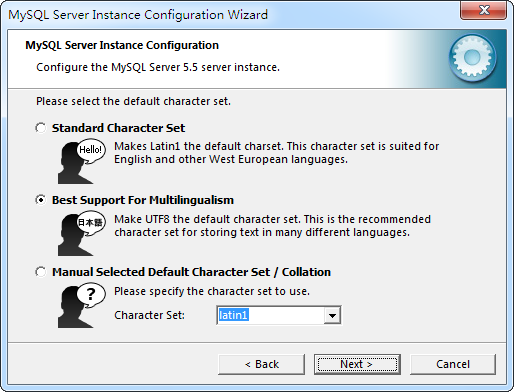 MySQL Server Instance Configuration Wizard
MySQL Server Instance Configuration
Configure the MySQL Server 5.5 server instance.
Please select the default character set.
Standard Character Set
Hello!
Makes Latin1 the default charset. This character set is suited for
English and other West European languages.
Best Support For Multilingualism
日本語
Make UTF8 the default character set. This is the recommended
character set for storing text in many different languages.
Manual Selected Default Character Set / Collation
?
Please specify the character set to use.
Character Set: latin1
< Back Next > Cancel